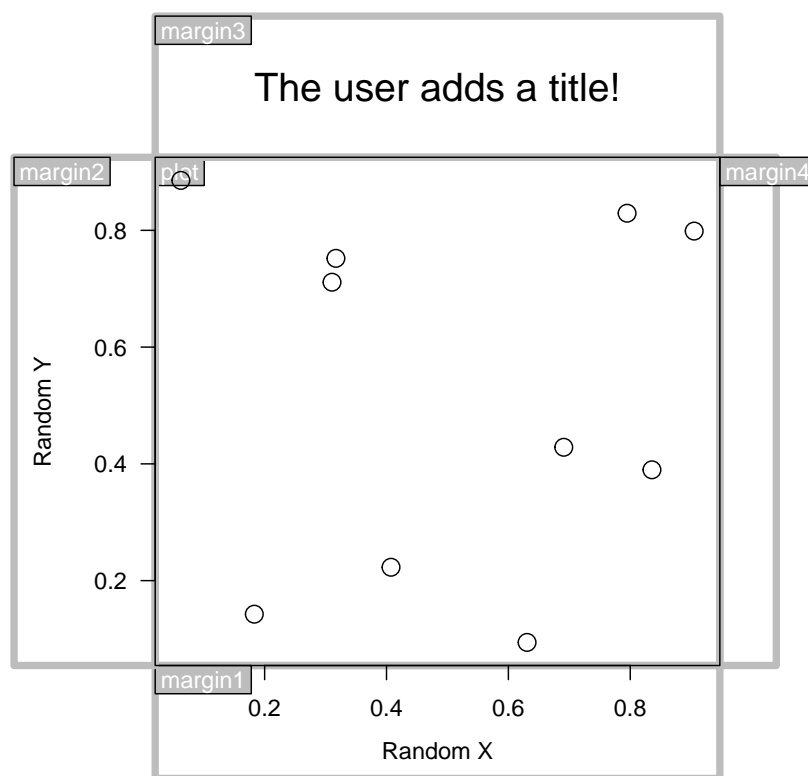 margin3
The user adds a title!
margin2
plot
margin4
0.8
0.6
Random Y
0.4
0.2
margin1
0.2 0.4 0.6 0.8
Random X